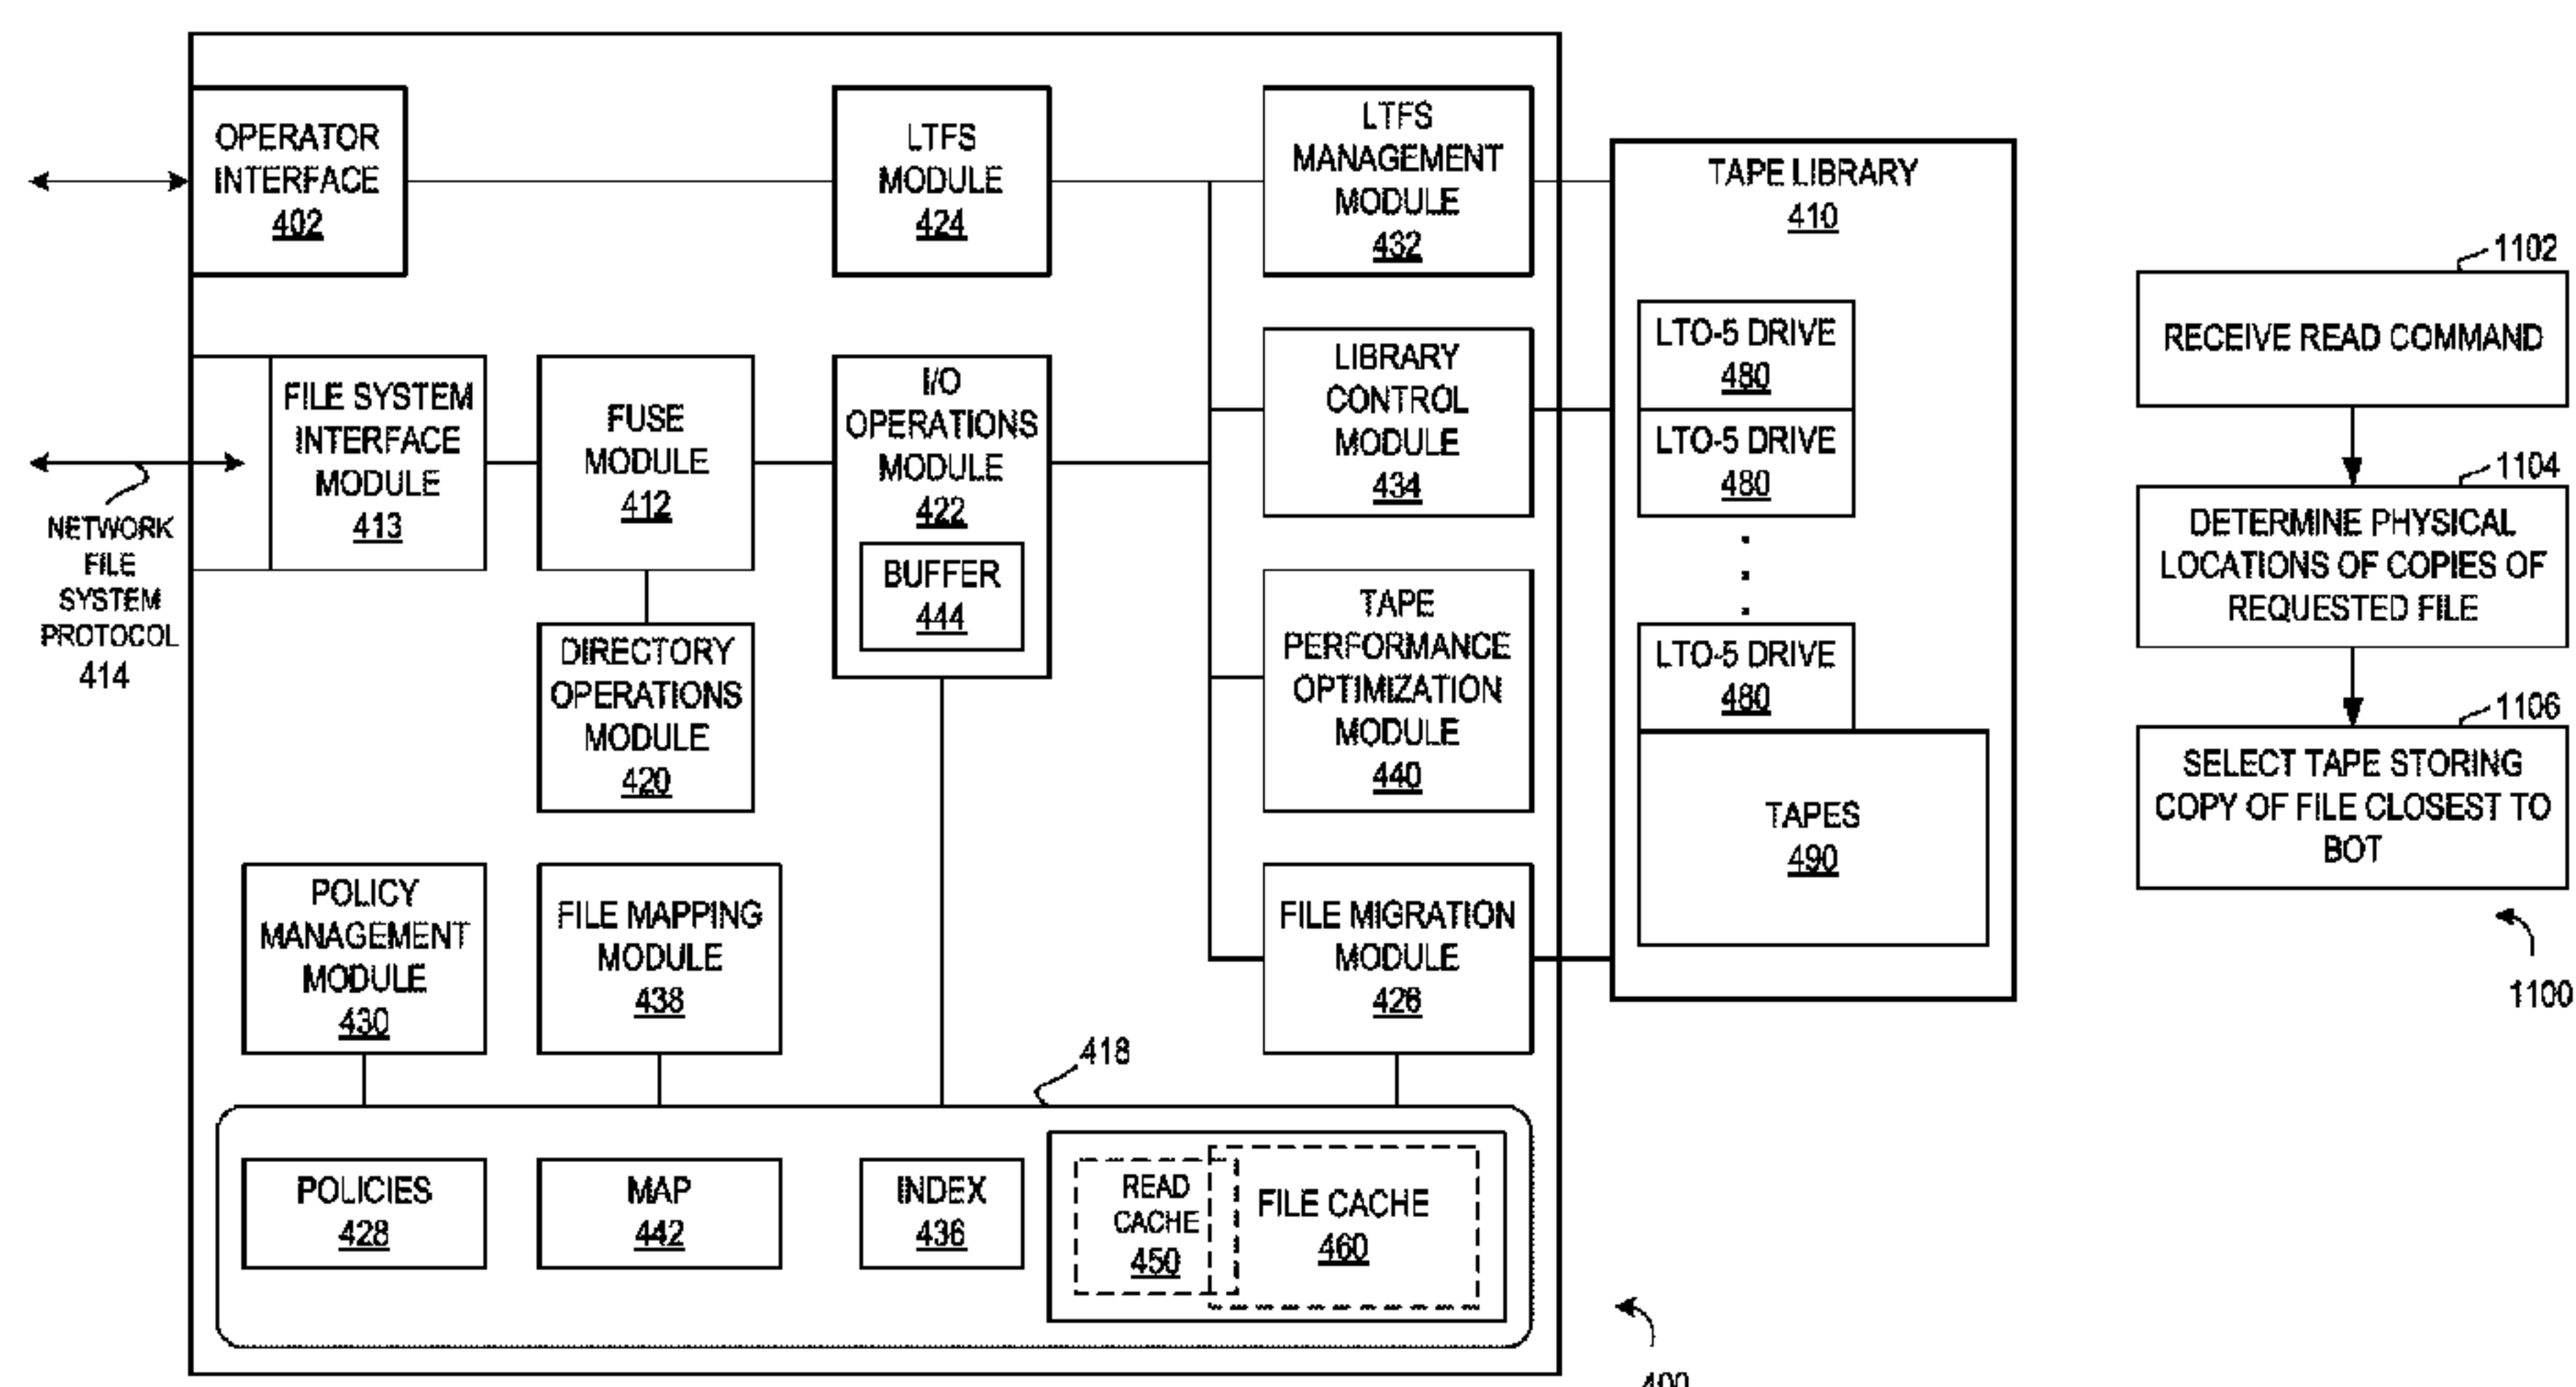 OPERATOR
INTERFACE
402
LTFS
MODULE
424
LTFS
MANAGEMENT
MODULE
432
TAPE LIBRARY
410
LTO-5 DRIVE
480
LTO-5 DRIVE
480
LTO-5 DRIVE
480
TAPES
490
FILE SYSTEM
INTERFACE
MODULE
413
FUSE
MODULE
412
I/O
OPERATIONS
MODULE
422
BUFFER
444
LIBRARY
CONTROL
MODULE
434
NETWORK
FILE
SYSTEM
PROTOCOL
414
DIRECTORY
OPERATIONS
MODULE
420
TAPE
PERFORMANCE
OPTIMIZATION
MODULE
440
POLICY
MANAGEMENT
MODULE
430
FILE MAPPING
MODULE
438
FILE MIGRATION
MODULE
426
418
POLICIES
428
MAP
442
INDEX
436
READ
CACHE
450
FILE CACHE
460
400
1102
RECEIVE READ COMMAND
1104
DETERMINE PHYSICAL
LOCATIONS OF COPIES OF
REQUESTED FILE
1106
SELECT TAPE STORING
COPY OF FILE CLOSEST TO
BOT
1100